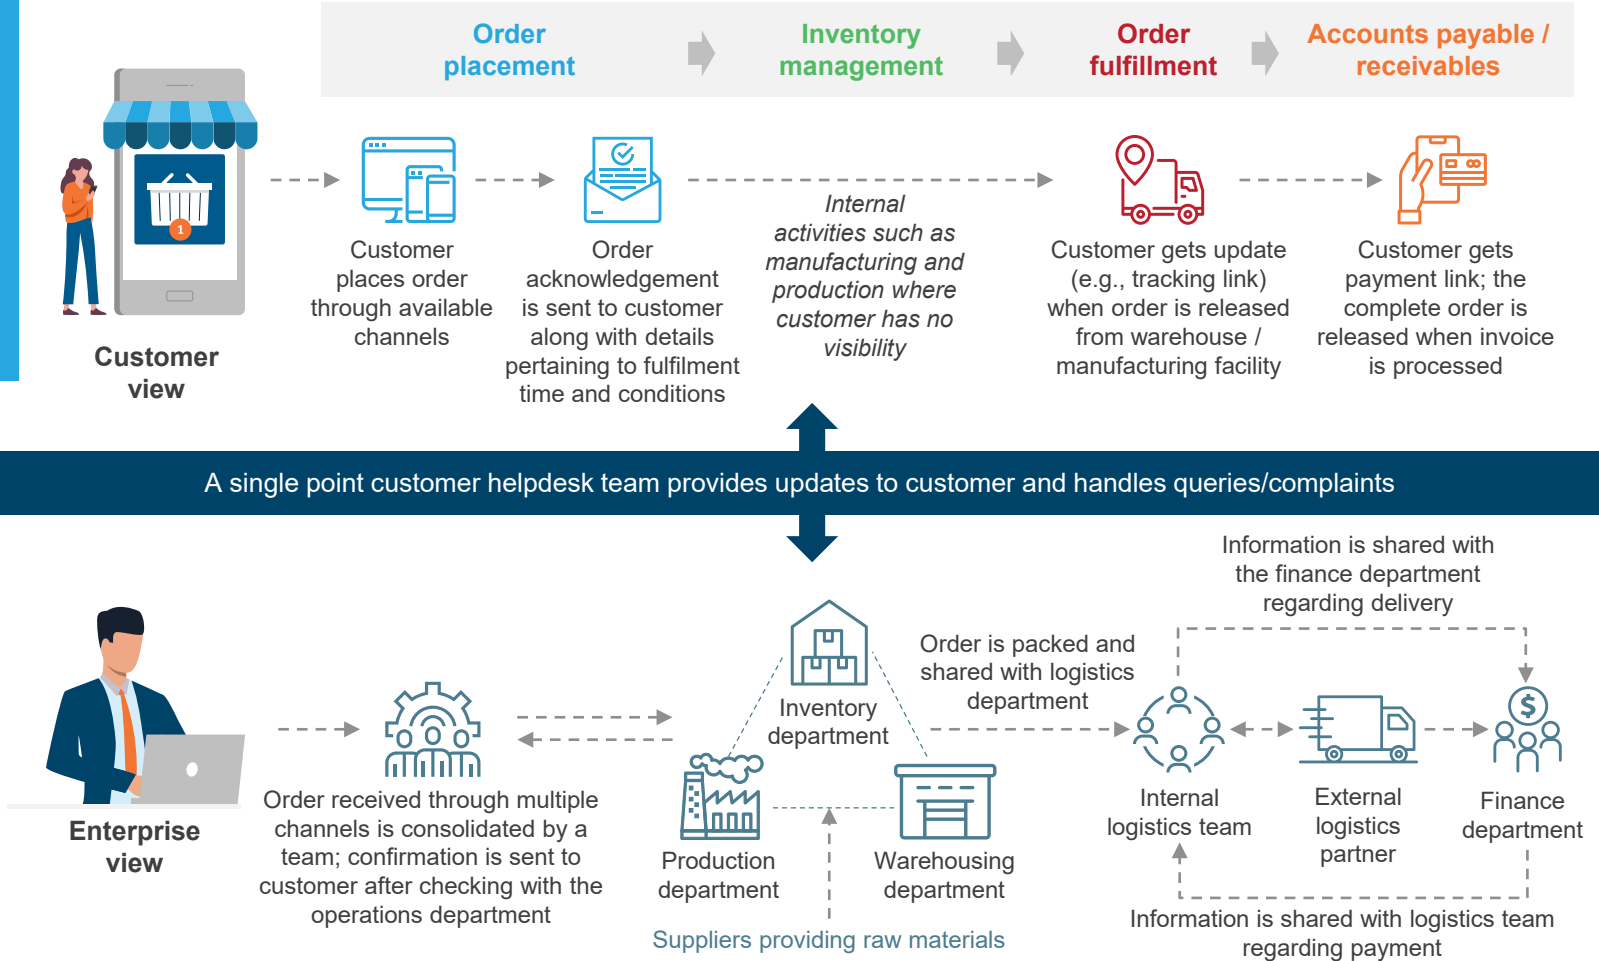 Order
placement
Inventory
management
Order
fulfillment
Accounts payable /
receivables
1
Customer
view
Customer
places order
through available
channels
Order
acknowledgement
is sent to customer
along with details
pertaining to fulfilment
time and conditions
Internal
activities such as
manufacturing and
production where
customer has no
visibility
Customer gets update
(e.g., tracking link)
when order is released
from warehouse /
manufacturing facility
Customer gets
payment link; the
complete order is
released when invoice
is processed
A single point customer helpdesk team provides updates to customer and handles queries/complaints
Enterprise
view
Order received through multiple
channels is consolidated by a
team; confirmation is sent to
customer after checking with the
operations department
Inventory
department
Production
department
Warehousing
department
Suppliers providing raw materials
Order is packed and
shared with logistics
department
Information is shared with
the finance department
regarding delivery
Internal
logistics team
External
logistics
partner
$
Finance
department
Information is shared with logistics team
regarding payment